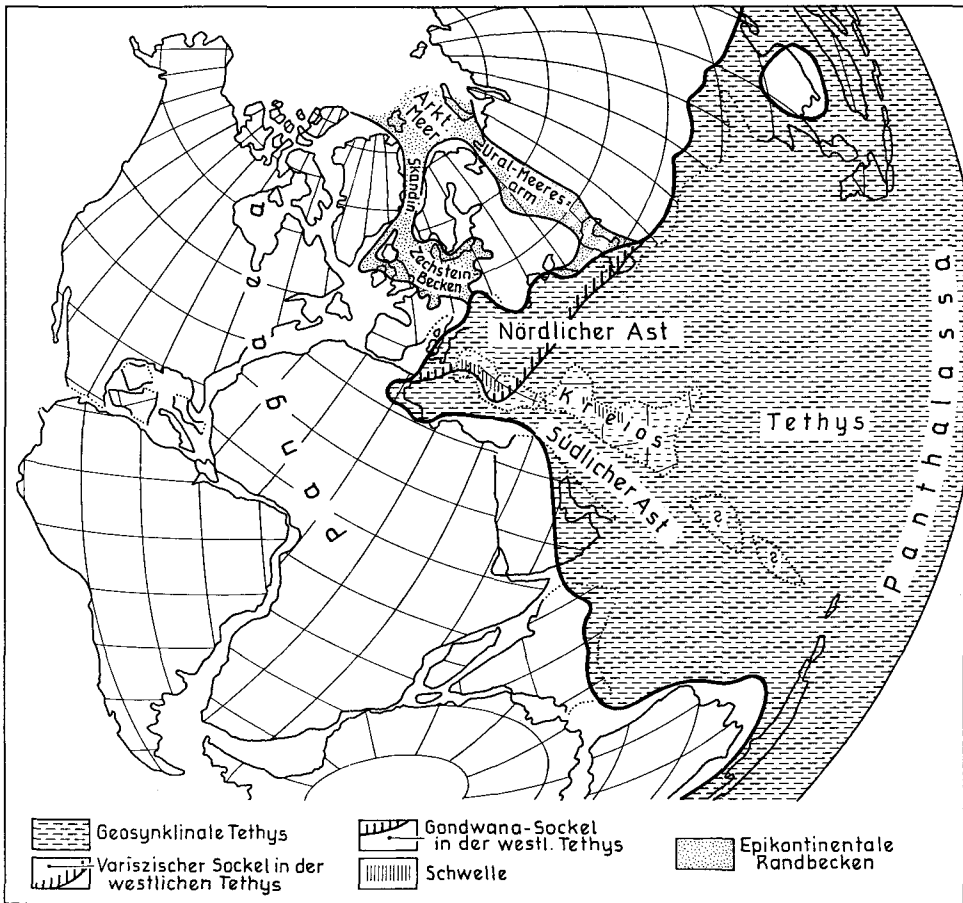 Arkt.
Meer
Ural-Meeres-
arm
Skandin.
Zechstein-
Becken
Pangaea
Nördlicher Ast
Kreios
Südlicher Ast
Tethys
Panthalassa
?
?
Geosynklinale Tethys
Variszischer Sockel in der
westlichen Tethys
Gondwana-Sockel
in der westl. Tethys
Schwelle
Epikontinentale
Randbecken